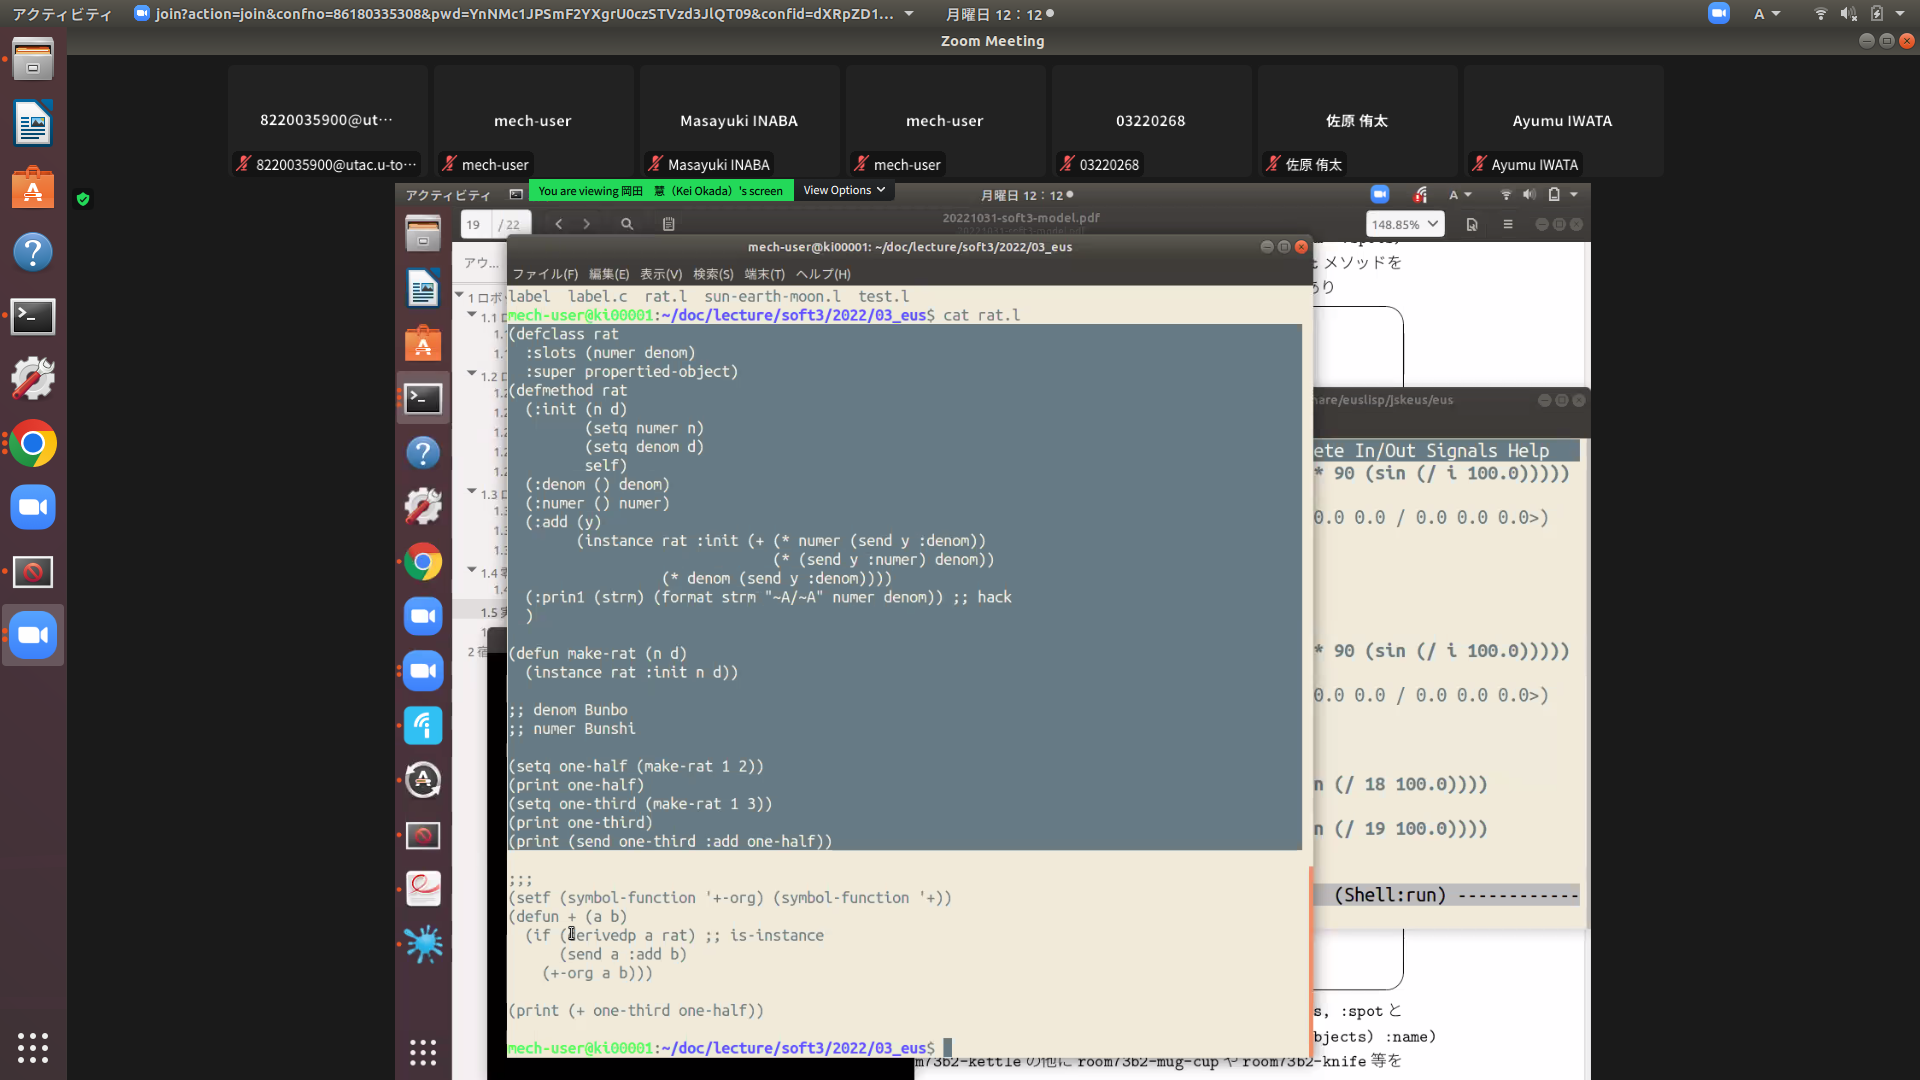 アクティビティ
join?action=join&confno=86180335308&pwd=YnNMc1JPSmF2YXgrU0czSTVzd3JlQT09&confid=dXRpZD1...
月曜日 12 : 12
A
Zoom Meeting
8220035900@ut···
mech-user
Masayuki INABA
mech-user
03220268
佐原 侑太
Ayumu IWATA
8220035900@utac.u-to···
mech-user
Masayuki INABA
mech-user
03220268
佐原 侑太
Ayumu IWATA
アクティビティ
You are viewing 岡田 慧（Kei Okada）'s screen
View Options
月曜日 12 : 12
A
19 / 22
20221031-soft3-model.pdf
148.85%
mech-user@ki00001: ~/doc/lecture/soft3/2022/03_eus
ファイル(F) 編集(E) 表示(V) 検索(S) 端末(T) ヘルプ(H)
アウ...
メソッドを
label label.c rat.l sun-earth-moon.l test.l
mech-user@ki00001:~/doc/lecture/soft3/2022/03_eus$ cat rat.l
(defclass rat
  :slots (numer denom)
  :super propertied-object)
(defmethod rat
  (:init (n d)
         (setq numer n)
         (setq denom d)
         self)
  (:denom () denom)
  (:numer () numer)
  (:add (y)
        (instance rat :init (+ (* numer (send y :denom))
                               (* (send y :numer) denom))
                  (* denom (send y :denom))))
  (:prin1 (strm) (format strm "~A/~A" numer denom)) ;; hack
  )
(defun make-rat (n d)
  (instance rat :init n d))
;; denom Bunbo
;; numer Bunshi
(setq one-half (make-rat 1 2))
(print one-half)
(setq one-third (make-rat 1 3))
(print one-third)
(print (send one-third :add one-half))
;;;
(setf (symbol-function '+-org) (symbol-function '+))
(defun + (a b)
  (if (derivedp a rat) ;; is-instance
      (send a :add b)
    (+-org a b)))
(print (+ one-third one-half))
mech-user@ki00001:~/doc/lecture/soft3/2022/03_eus$
1 ロボ
1.1
1.2
1.3
1.4
1.5
2 宿
あり
hare/euslisp/jskeus/eus
ete In/Out Signals Help
* 90 (sin (/ i 100.0)))))
0.0 0.0 / 0.0 0.0 0.0>)
* 90 (sin (/ i 100.0)))))
0.0 0.0 / 0.0 0.0 0.0>)
n (/ 18 100.0))))
n (/ 19 100.0))))
(Shell:run) ------------
s, :spot と
bjects) :name)
m73b2-kettle の他に room73b2-mug-cup や room73b2-knife 等を